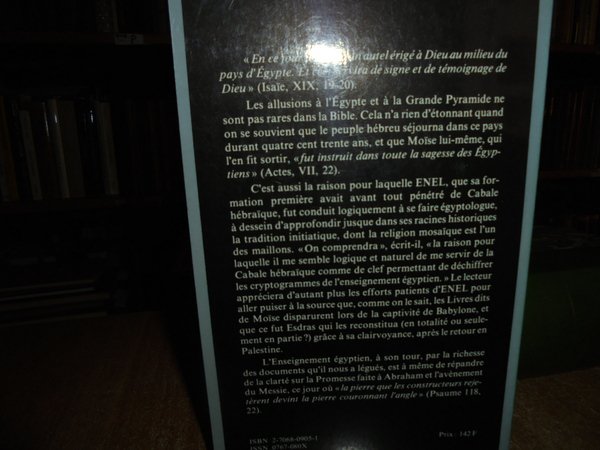 « En ce jour autel érigé à Dieu au milieu du
pays d'Égypte. Et de signe et de témoignage de
Dieu » (Isaïe, XIX, 19-20).
Les allusions à l'Égypte et à la Grande Pyramide ne
sont pas rares dans la Bible. Cela n'a rien d'étonnant quand
on se souvient que le peuple hébreu séjourna dans ce pays
durant quatre cent trente ans, et que Moïse lui-même, qui
l'en fit sortir, « fut instruit dans toute la sagesse des Égyp-
tiens » (Actes, VII, 22).
C'est aussi la raison pour laquelle ENEL, que sa for-
mation première avait avant tout pénétré de Cabale
hébraïque, fut conduit logiquement à se faire égyptologue,
à dessein d'approfondir jusque dans ses racines historiques
la tradition initiatique, dont la religion mosaïque est l'un
des maillons. « On comprendra », écrit-il, « la raison pour
laquelle il me semble logique et naturel de me servir de la
Cabale hébraïque comme de clef permettant de déchiffrer
les cryptogrammes de l'enseignement égyptien. » Le lecteur
appréciera d'autant plus les efforts patients d'ENEL pour
aller puiser à la source que, comme on le sait, les Livres dits
de Moïse disparurent lors de la captivité de Babylone, et
que ce fut Esdras qui les reconstitua (en totalité ou seule-
ment en partie ?) grâce à sa clairvoyance, après le retour en
Palestine.
L'Enseignement égyptien, à son tour, par la richesse
des documents qu'il nous a légués, est à même de répandre
de la clarté sur la Promesse faite à Abraham et l'avènement
du Messie, ce jour où « la pierre que les constructeurs reje-
tèrent devint la pierre couronnant l'angle » (Psaume 118,
22).
ISBN 2-7068-0905-1
ISSN 0767-080X
Prix : 142 F